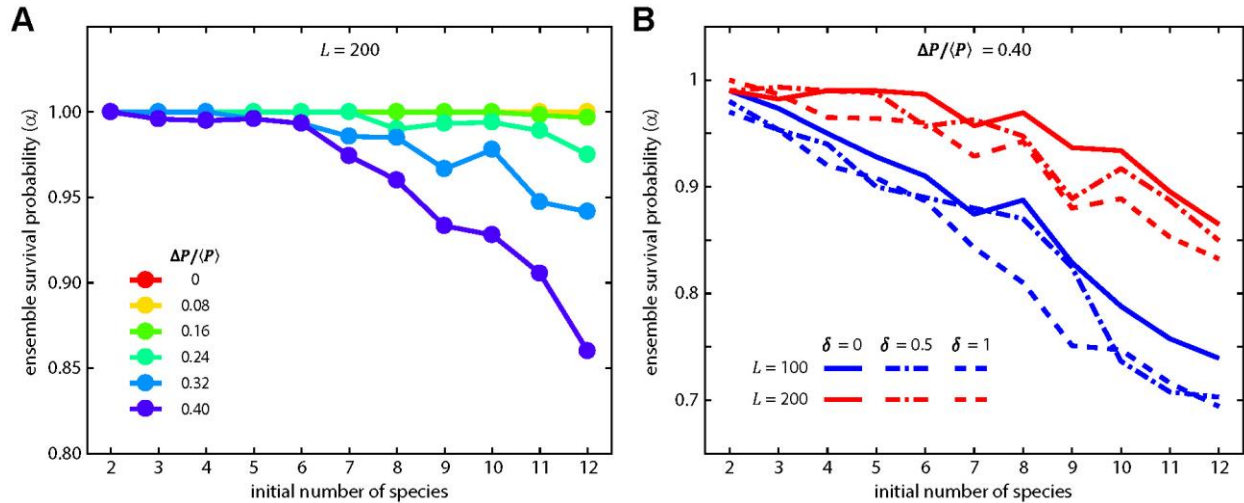 A
L = 200
ensemble survival probability (α)
1.00
0.95
0.90
0.85
0.80
ΔP/⟨P⟩
0
0.08
0.16
0.24
0.32
0.40
2 3 4 5 6 7 8 9 10 11 12
initial number of species
B
ΔP/⟨P⟩ = 0.40
ensemble survival probability (α)
1
0.9
0.8
0.7
δ = 0 δ = 0.5 δ = 1
L = 100
L = 200
2 3 4 5 6 7 8 9 10 11 12
initial number of species